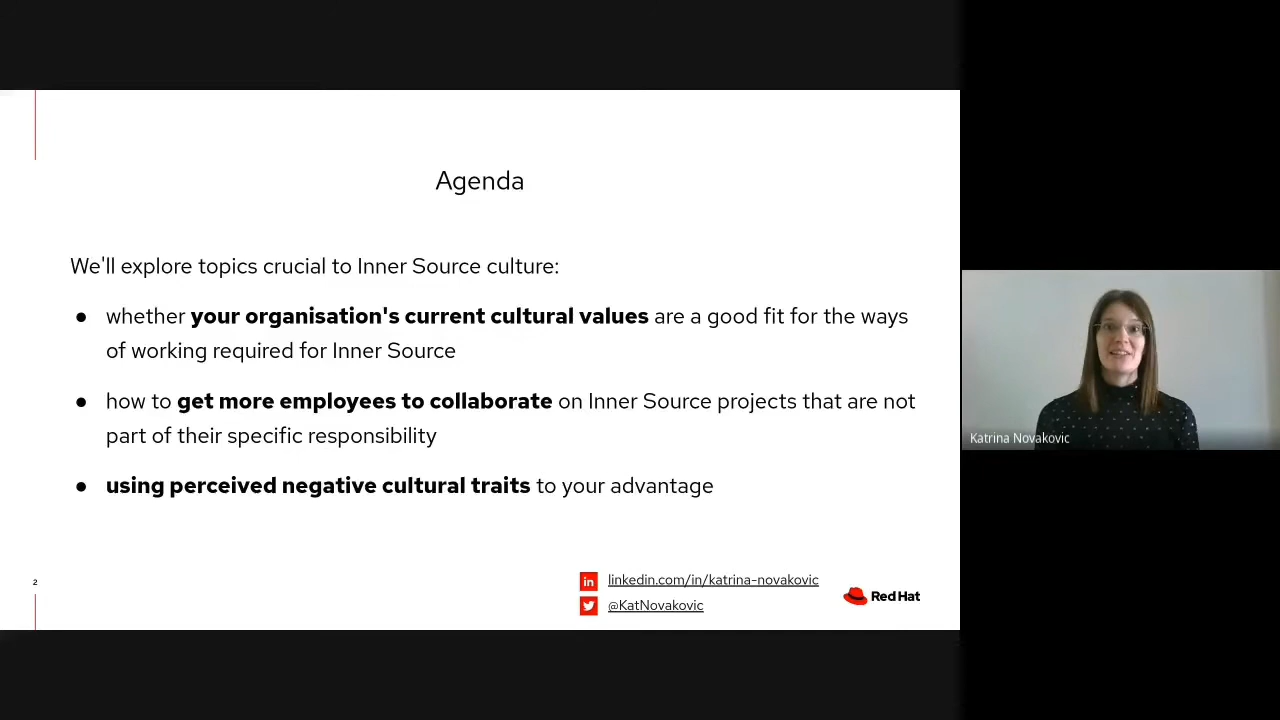 Agenda
We'll explore topics crucial to Inner Source culture:
● whether your organisation's current cultural values are a good fit for the ways
of working required for Inner Source
● how to get more employees to collaborate on Inner Source projects that are not
part of their specific responsibility
● using perceived negative cultural traits to your advantage
2
linkedin.com/in/katrina-novakovic
@KatNovakovic
Red Hat
Katrina Novakovic